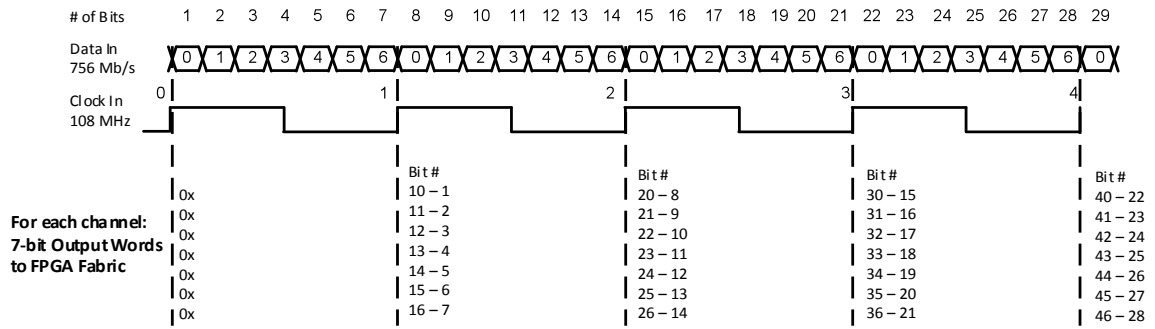 # of Bits 1 2 3 4 5 6 7 8 9 10 11 12 13 14 15 16 17 18 19 20 21 22 23 24 25 26 27 28 29
Data In 0 1 2 3 4 5 6 0 1 2 3 4 5 6 0 1 2 3 4 5 6 0 1 2 3 4 5 6 0
756 Mb/s
0 1 2 3 4
Clock In
108 MHz
For each channel:
7-bit Output Words
to FPGA Fabric
0x
0x
0x
0x
0x
0x
0x
Bit #
10 – 1
11 – 2
12 – 3
13 – 4
14 – 5
15 – 6
16 – 7
Bit #
20 – 8
21 – 9
22 – 10
23 – 11
24 – 12
25 – 13
26 – 14
Bit #
30 – 15
31 – 16
32 – 17
33 – 18
34 – 19
35 – 20
36 – 21
Bit #
40 – 22
41 – 23
42 – 24
43 – 25
44 – 26
45 – 27
46 – 28